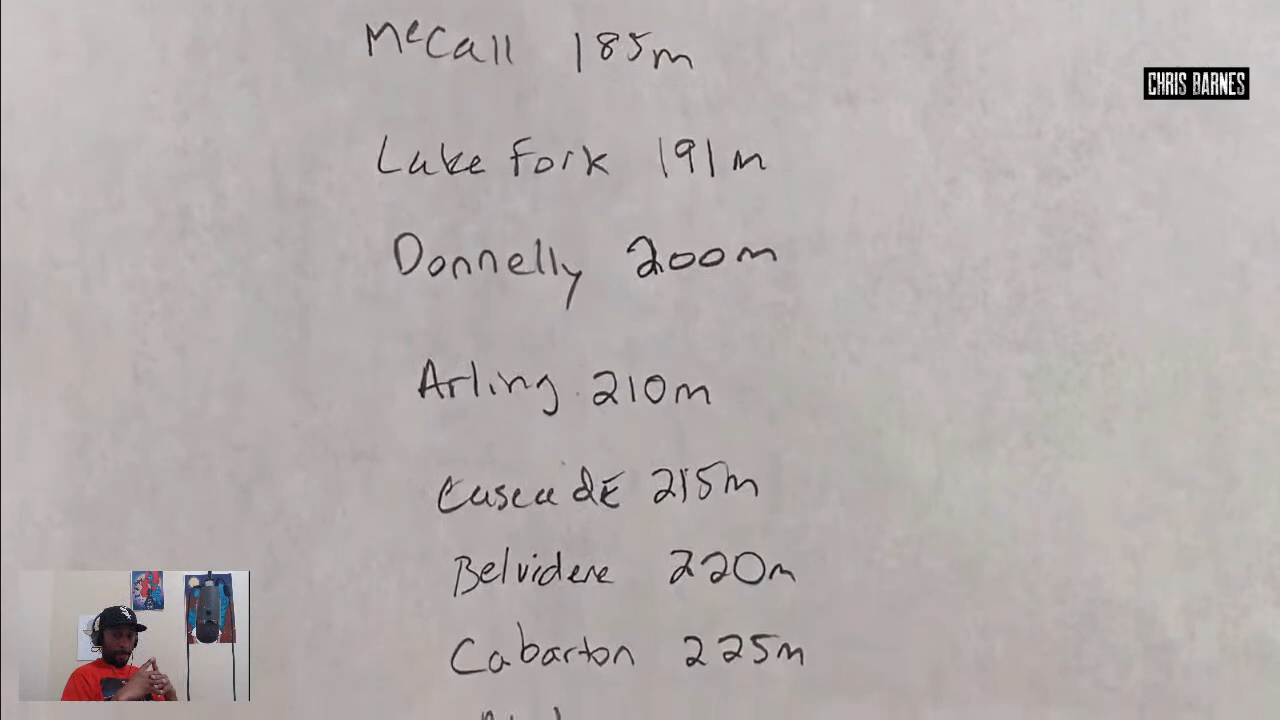 McCall 185m
CHRIS BARNES
Lake Fork 191m
Donnelly 200m
Arling 210m
CascadE 215m
Belvidere 220m
Cabarton 225m